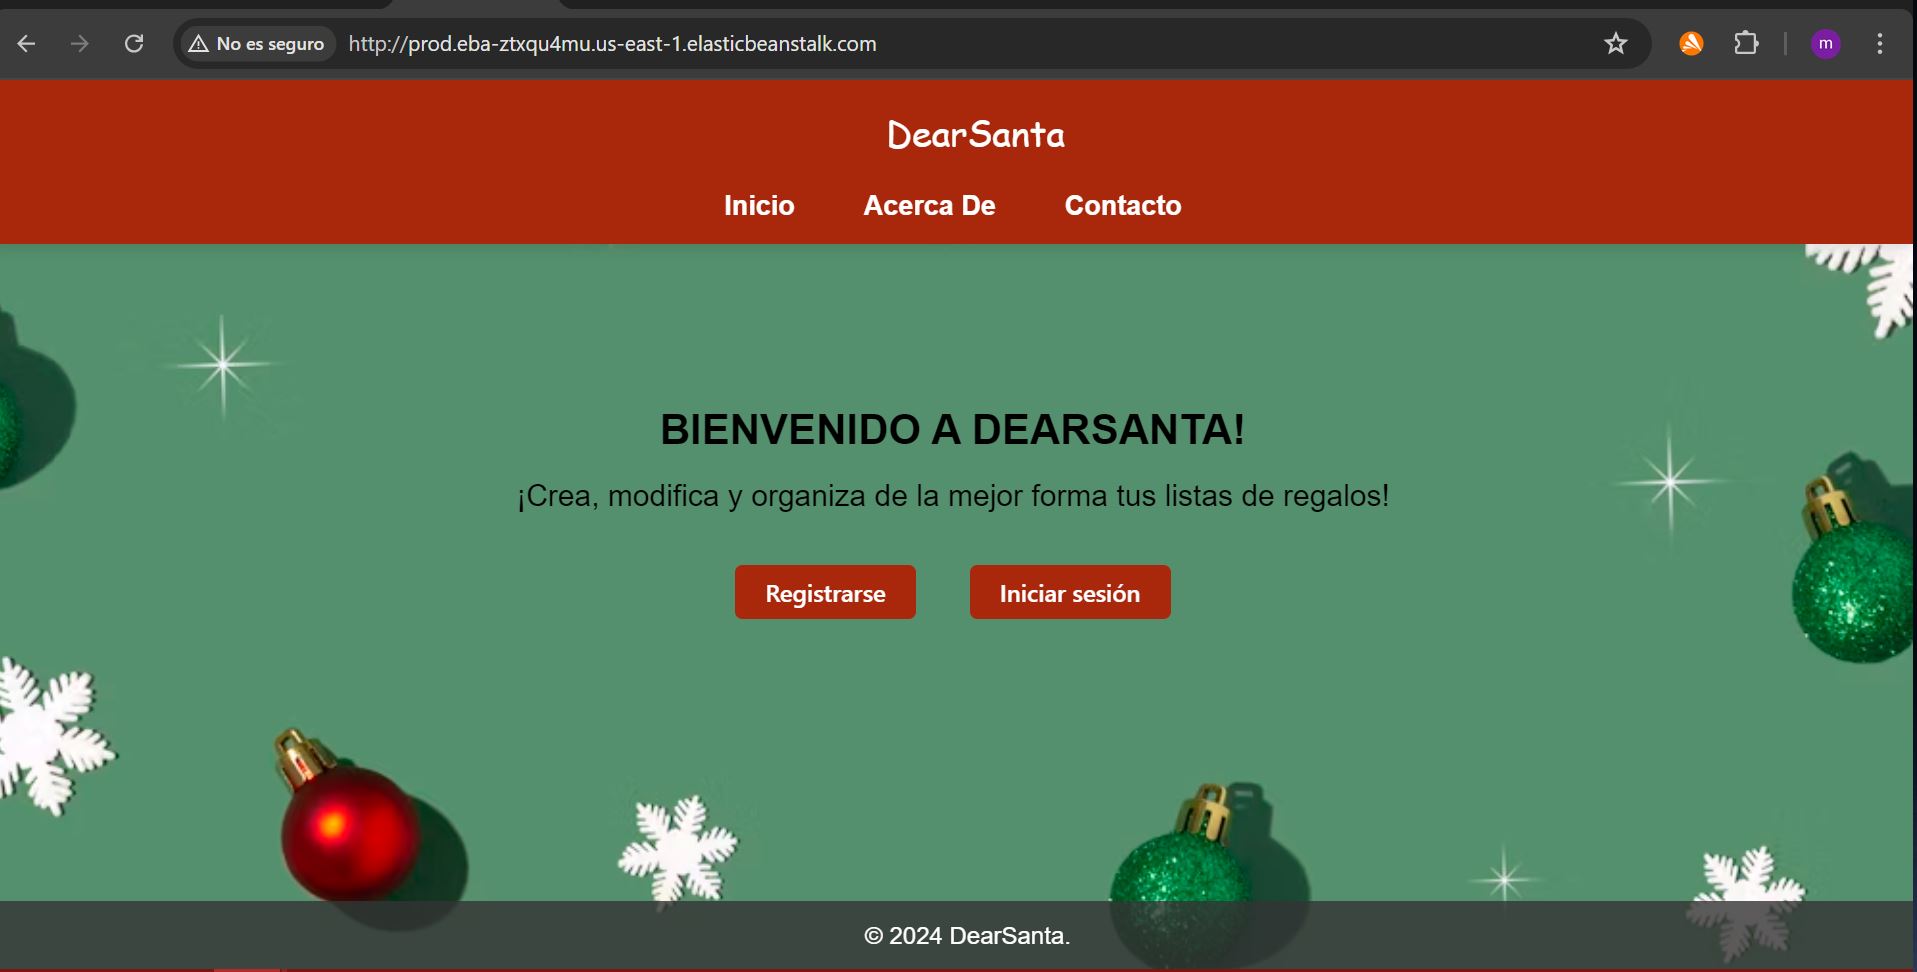 No es seguro
http://prod.eba-ztxqu4mu.us-east-1.elasticbeanstalk.com
m
DearSanta
Inicio Acerca De Contacto
BIENVENIDO A DEARSANTA!
¡Crea, modifica y organiza de la mejor forma tus listas de regalos!
Registrarse Iniciar sesión
© 2024 DearSanta.